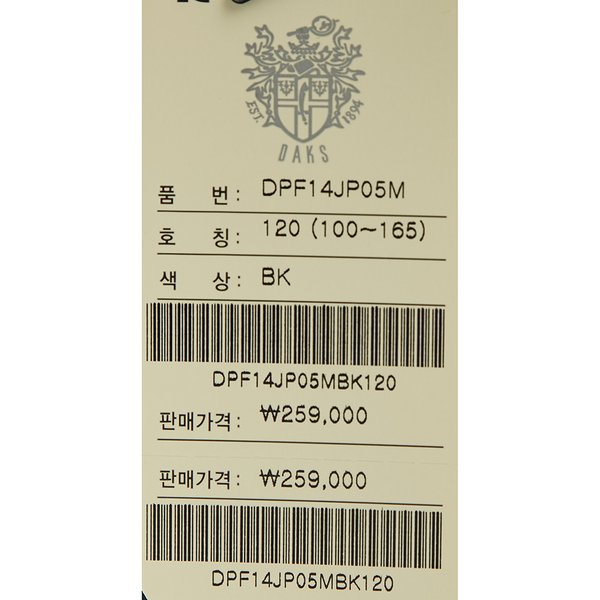 EST. 1894
DAKS
품 번: DPF14JP05M
호 칭: 120 (100~165)
색 상: BK
DPF14JP05MBK120
판매가격: ₩259,000
판매가격: ₩259,000
DPF14JP05MBK120